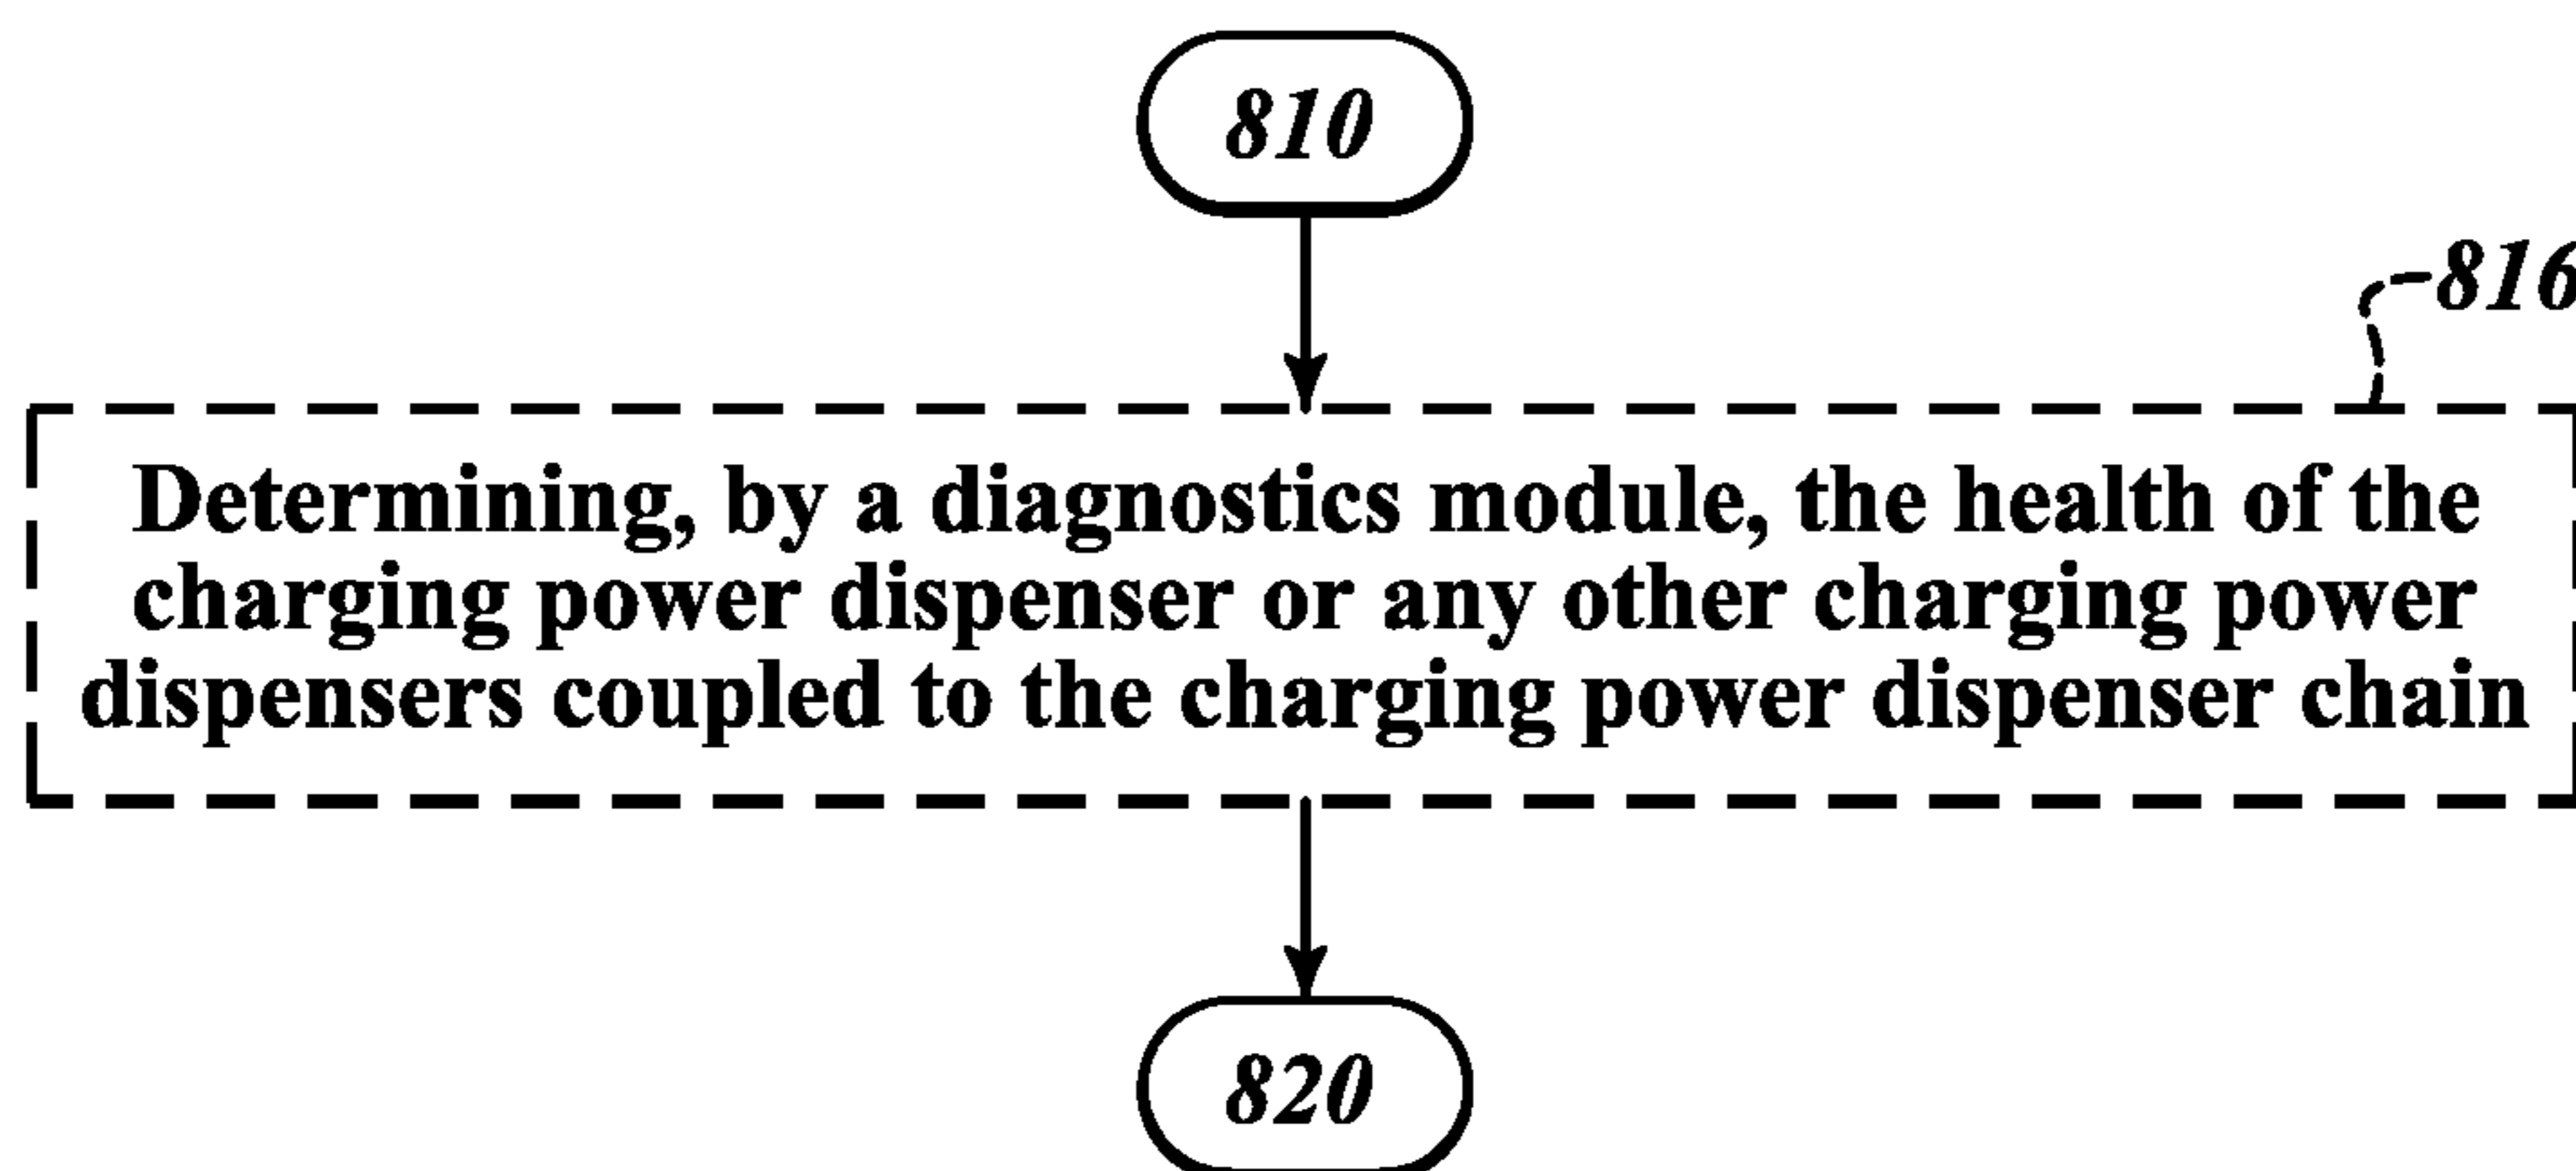 810
816
Determining, by a diagnostics module, the health of the
charging power dispenser or any other charging power
dispensers coupled to the charging power dispenser chain
820